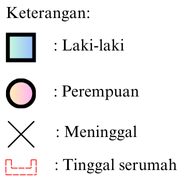 Keterangan:
: Laki-laki
: Perempuan
: Meninggal
: Tinggal serumah